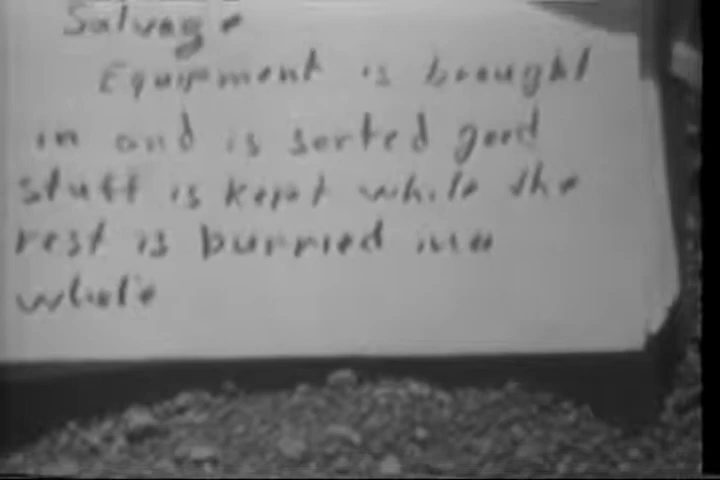 Salvage
Equipment is brought
in and is sorted good
stuff is kept while the
rest is burried in a
whole